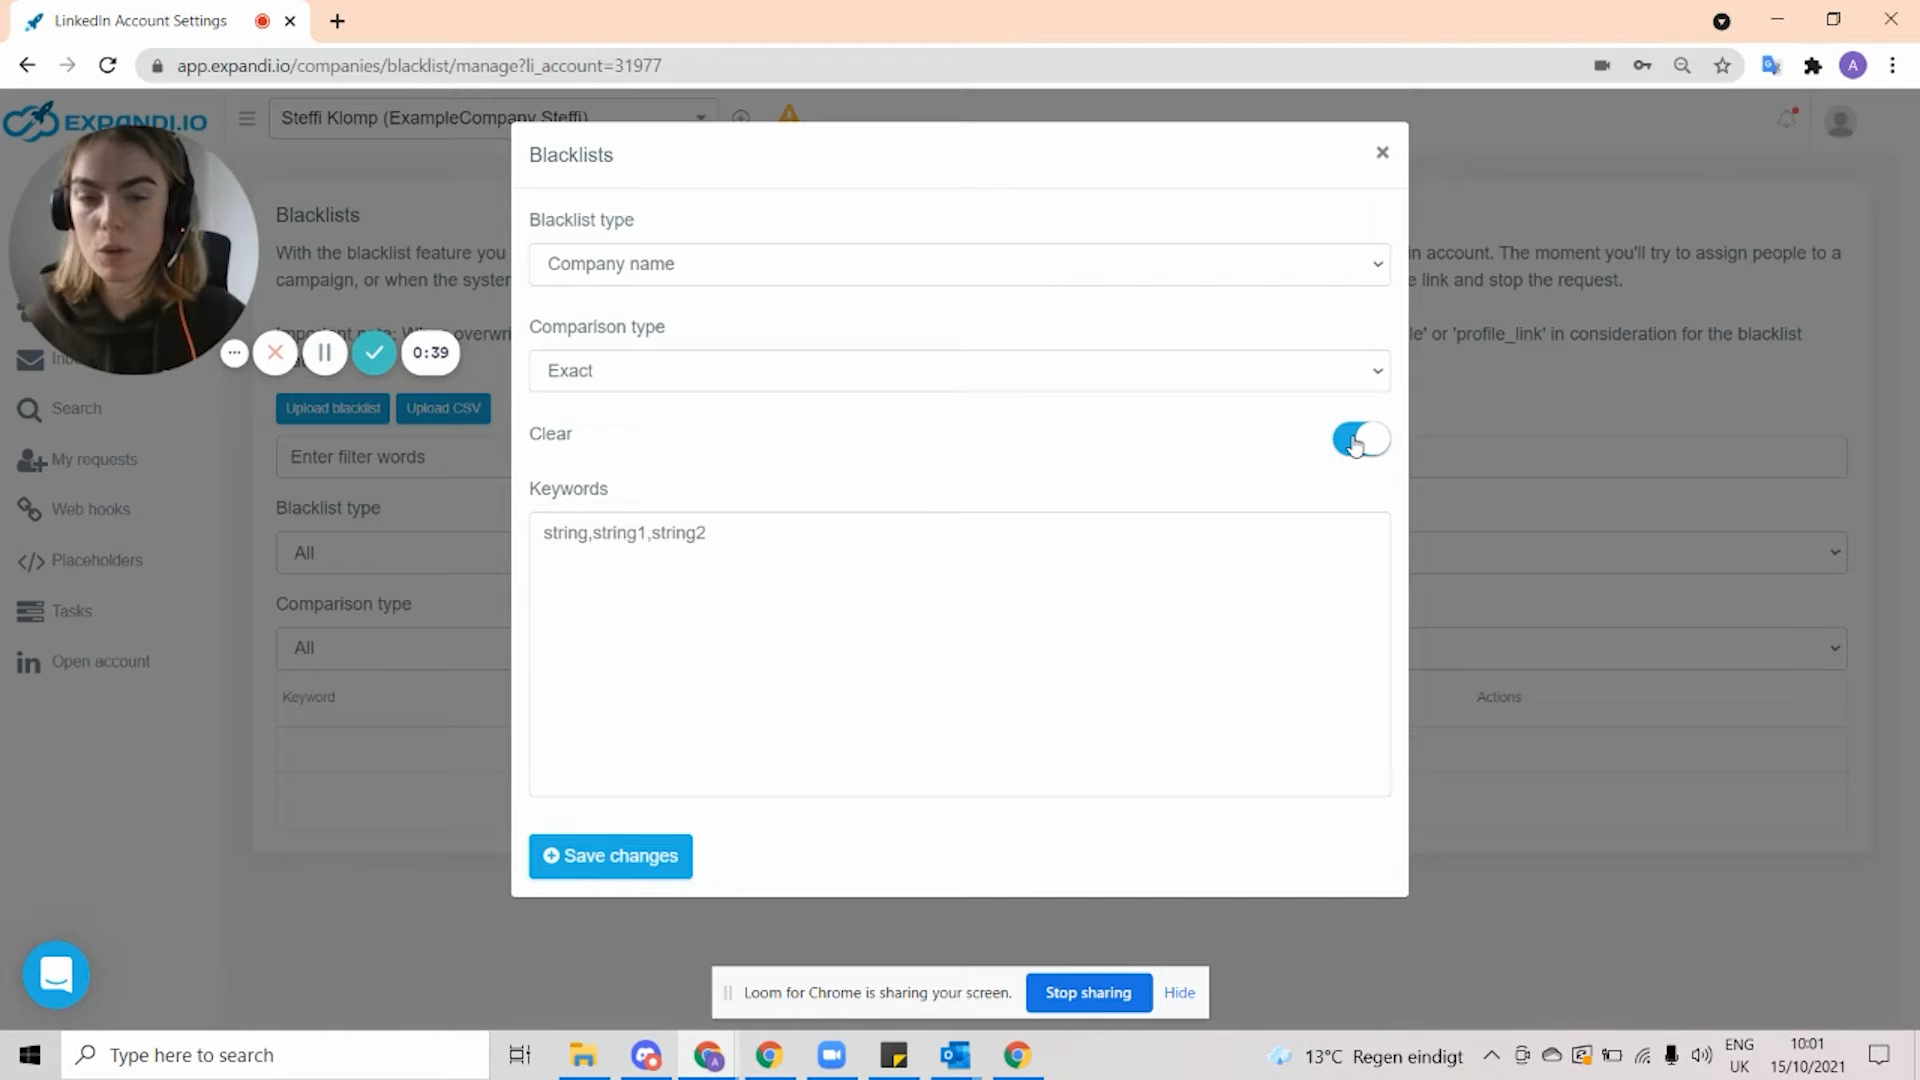 LinkedIn Account Settings
app.expandi.io/companies/blacklist/manage?li_account=31977
A
EXPANDI.IO
Steffi Klomp (ExampleCompany Steffi)
Blacklists
Blacklist type
Company name
Comparison type
Exact
Clear
Keywords
string,string1,string2
Save changes
Blacklists
With the blacklist feature you
in account. The moment you'll try to assign people to a
campaign, or when the system
link and stop the request.
Important note: When overwri
le' or 'profile_link' in consideration for the blacklist
0:39
Upload blacklist
Upload CSV
Enter filter words
Blacklist type
All
Comparison type
All
Keyword
Actions
Search
My requests
Web hooks
Placeholders
Tasks
Open account
Loom for Chrome is sharing your screen.
Stop sharing
Hide
Type here to search
13°C Regen eindigt
ENG
UK
10:01
15/10/2021